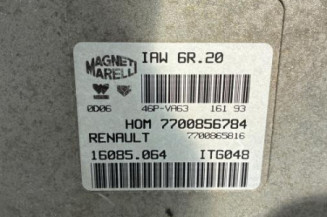 MAGNETI MARELLI IAW 6R.20
0D06 46P-VA63 161 93
HOM 7700856784
RENAULT 7700865816
16085.064 ITG048